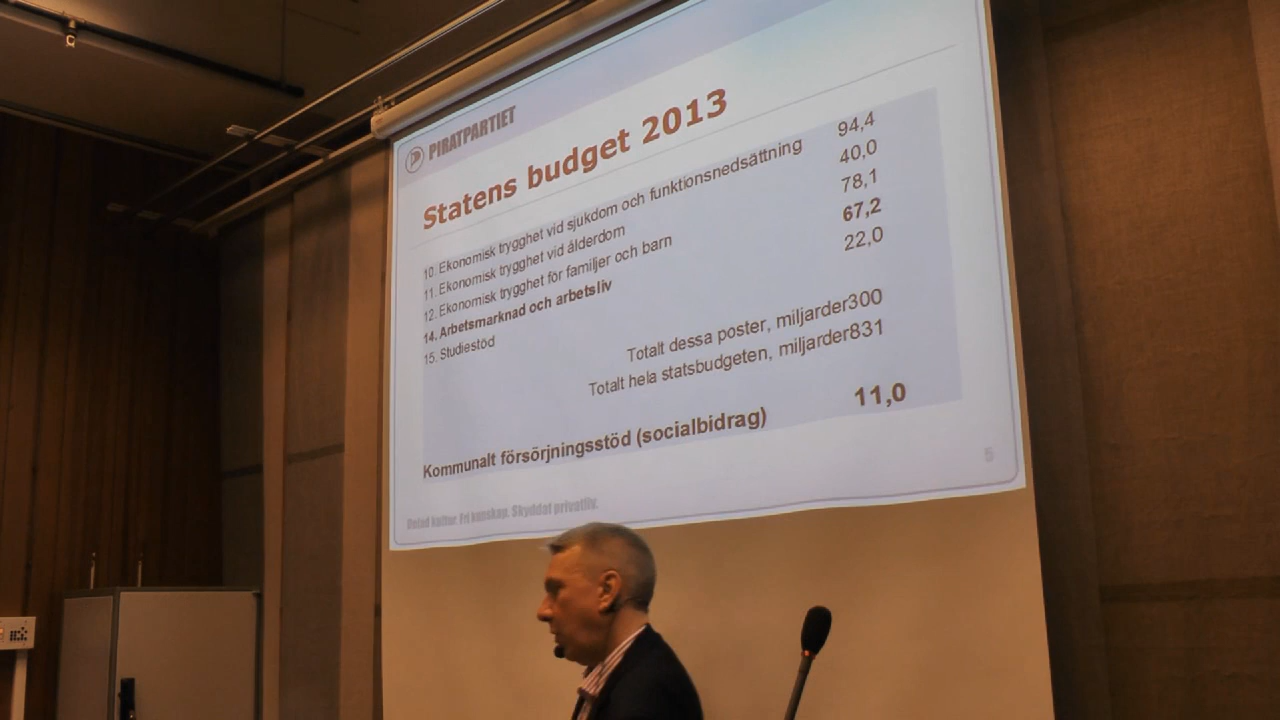 PIRATPARTIET
Statens budget 2013
10. Ekonomisk trygghet vid sjukdom och funktionsnedsättning 94,4
11. Ekonomisk trygghet vid ålderdom 40,0
12. Ekonomisk trygghet för familjer och barn 78,1
14. Arbetsmarknad och arbetsliv 67,2
15. Studiestöd 22,0
Totalt dessa poster, miljarder300
Totalt hela statsbudgeten, miljarder831
Kommunalt försörjningsstöd (socialbidrag) 11,0
5
kultur. Fri kunskap. Skyddat privatliv.